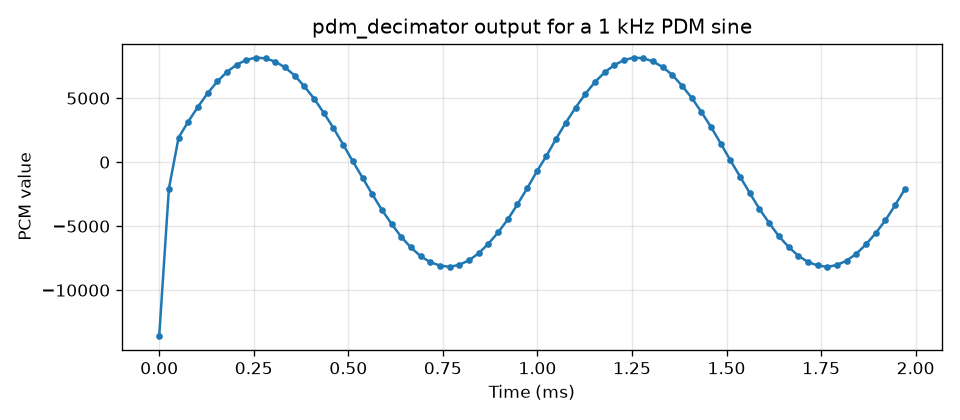 pdm_decimator output for a 1 kHz PDM sine
PCM value
5000
0
−5000
−10000
0.00 0.25 0.50 0.75 1.00 1.25 1.50 1.75 2.00
Time (ms)